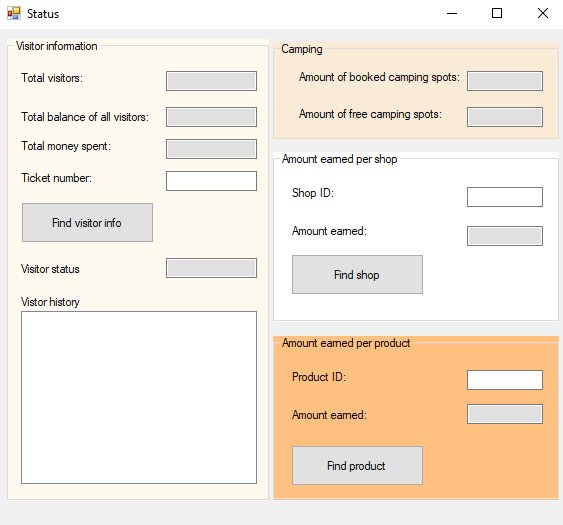 Status
Visitor information
Total visitors:
Total balance of all visitors:
Total money spent:
Ticket number:
Find visitor info
Visitor status
Vistor history
Camping
Amount of booked camping spots:
Amount of free camping spots:
Amount earned per shop
Shop ID:
Amount earned:
Find shop
Amount earned per product
Product ID:
Amount earned:
Find product